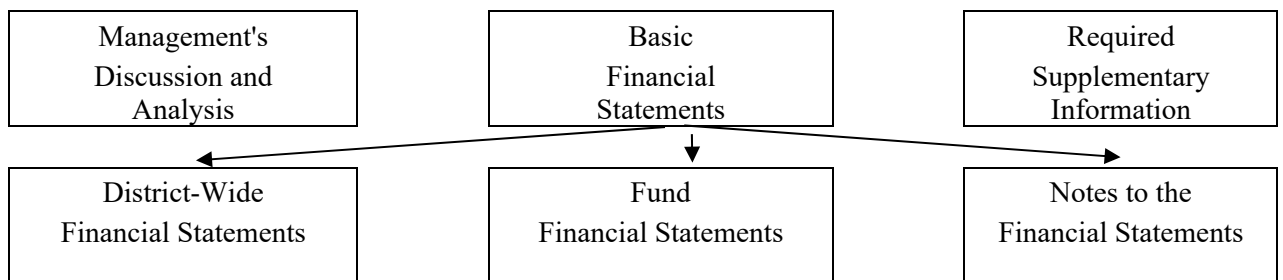 Management's
Discussion and
Analysis
Basic
Financial
Statements
Required
Supplementary
Information
District-Wide
Financial Statements
Fund
Financial Statements
Notes to the
Financial Statements